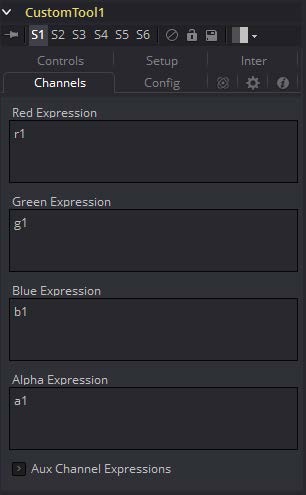 CustomTool1
S1 S2 S3 S4 S5 S6
Controls Setup Inter
Channels Config
Red Expression
r1
Green Expression
g1
Blue Expression
b1
Alpha Expression
a1
Aux Channel Expressions